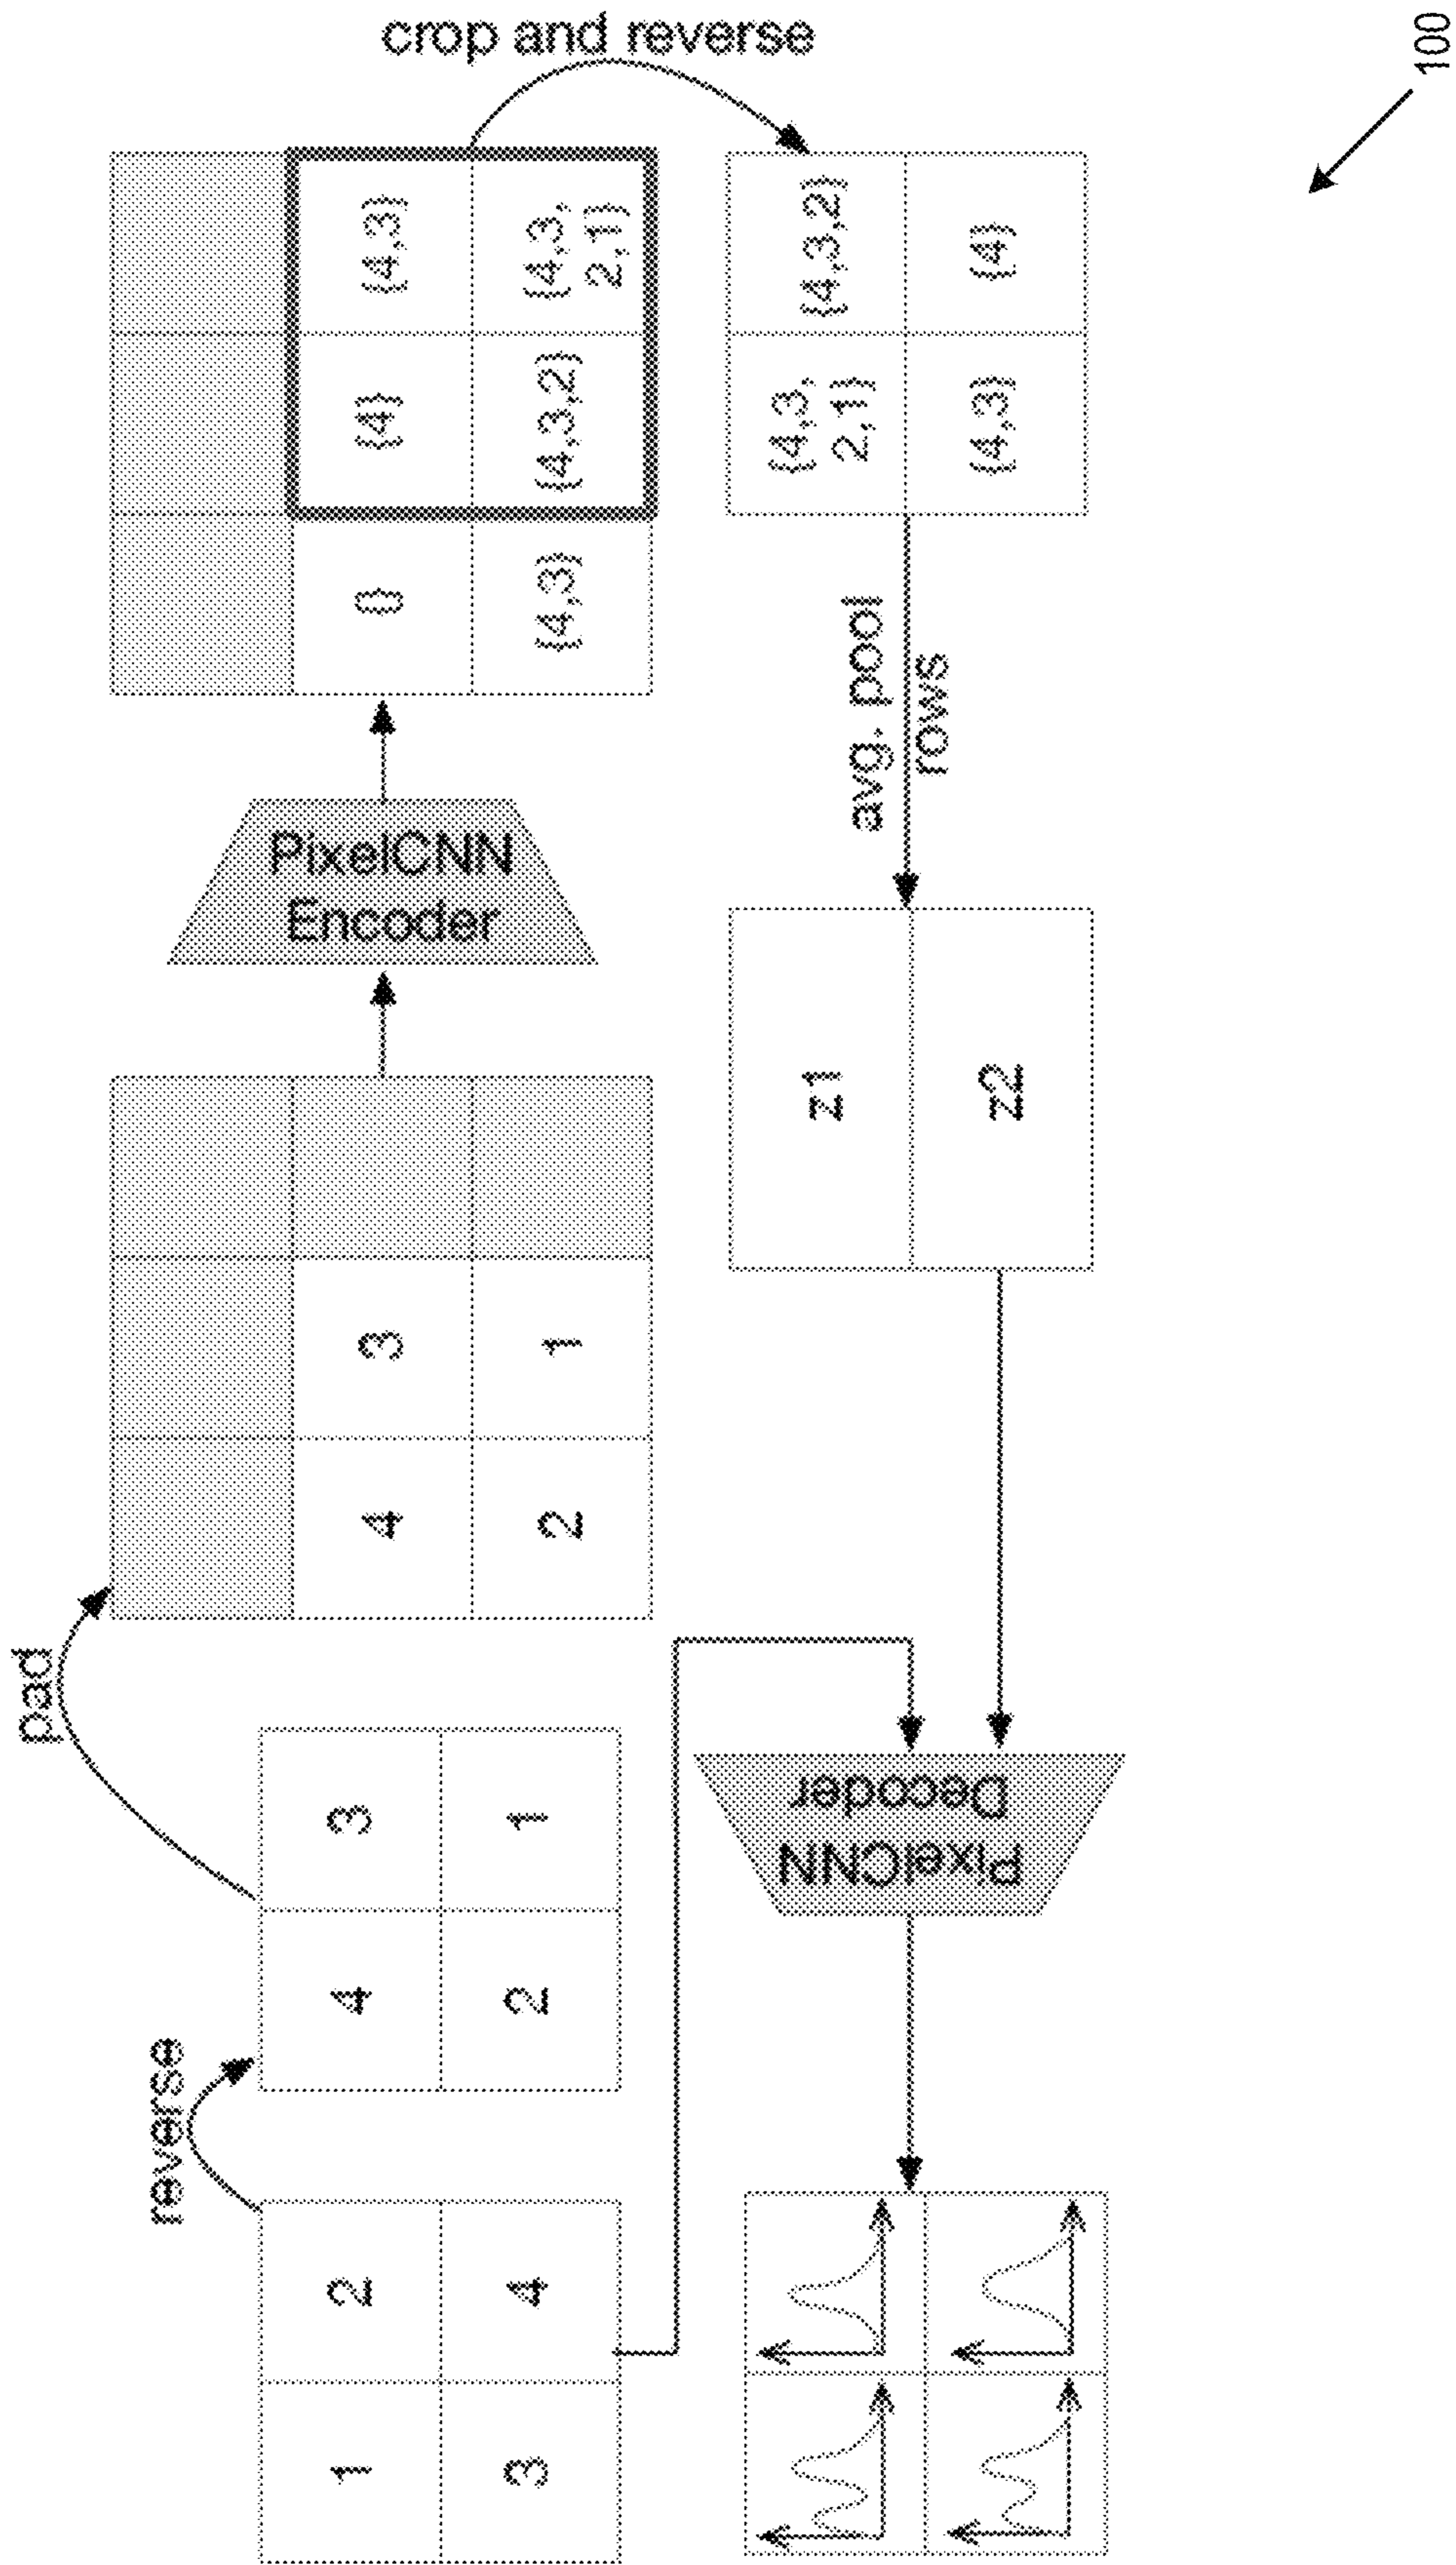 reverse
pad
1 2
3 4
4 3
2 1
4 3
2 1
PixelCNN
Encoder
{} {4} {4,3}
{4,3} {4,3,2} {4,3,
2,1}
crop and reverse
{4,3,
2,1} {4,3,2}
{4,3} {4}
avg. pool
rows
z1
z2
PixelCNN
Decoder
100